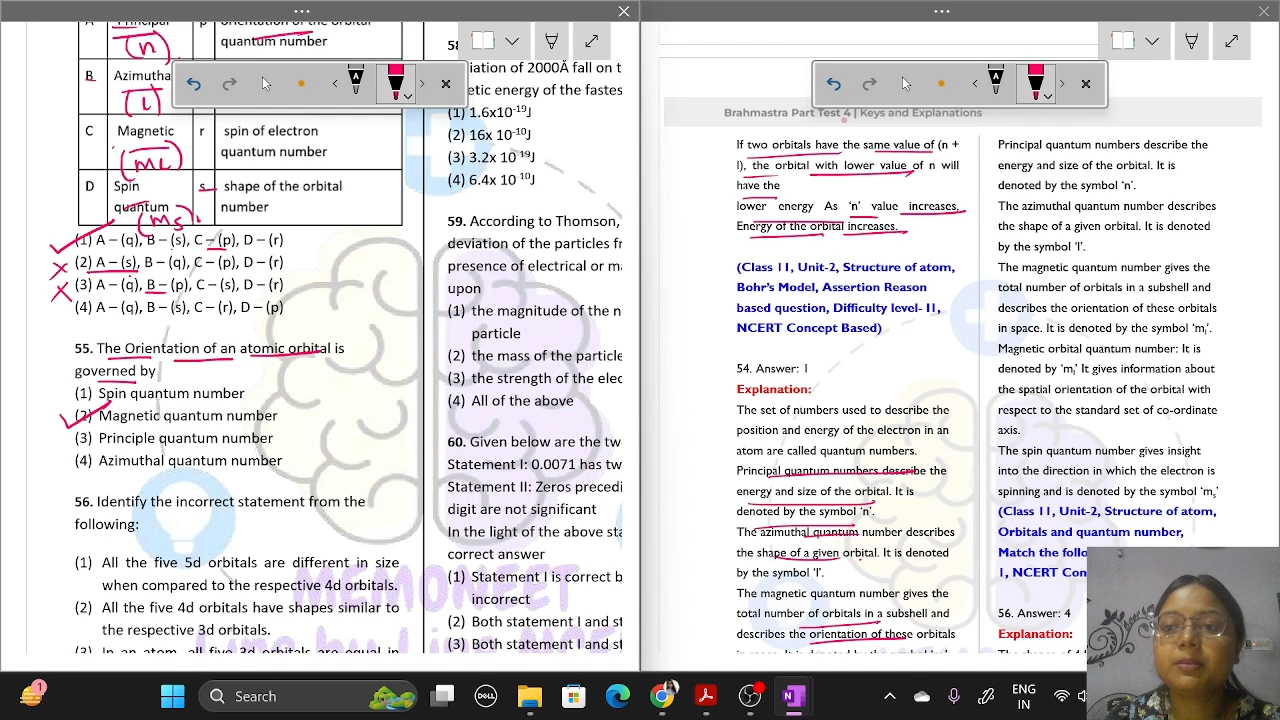 A Principal p orientation of the orbital
(n) quantum number
B Azimutha
(l)
C Magnetic r spin of electron
(mL) quantum number
D Spin s shape of the orbital
quantum number
(ms)
(1) A – (q), B – (s), C – (p), D – (r)
(2) A – (s), B – (q), C – (p), D – (r)
(3) A – (q), B – (p), C – (s), D – (r)
(4) A – (q), B – (s), C – (r), D – (p)
55. The Orientation of an atomic orbital is
governed by
(1) Spin quantum number
(2) Magnetic quantum number
(3) Principle quantum number
(4) Azimuthal quantum number
56. Identify the incorrect statement from the
following:
(1) All the five 5d orbitals are different in size
when compared to the respective 4d orbitals.
(2) All the five 4d orbitals have shapes similar to
the respective 3d orbitals.
(3) In an atom, all five 3d orbitals are equal in
58
iation of 2000Å fall on t
etic energy of the fastes
(1) 1.6x10-19J
(2) 16x 10-10J
(3) 3.2x 10-19J
(4) 6.4x 10-10J
59. According to Thomson,
deviation of the particles fr
presence of electrical or ma
upon
(1) the magnitude of the n
particle
(2) the mass of the particle
(3) the strength of the elec
(4) All of the above
60. Given below are the tw
Statement I: 0.0071 has tw
Statement II: Zeros precedi
digit are not significant
In the light of the above sta
correct answer
(1) Statement I is correct b
incorrect
(2) Both statement I and st
(3) Both statement I and st
MEMONEET
Brahmastra Part Test 4 | Keys and Explanations
If two orbitals have the same value of (n +
l), the orbital with lower value of n will
have the
lower energy As ‘n’ value increases,
Energy of the orbital increases.
(Class 11, Unit-2, Structure of atom,
Bohr’s Model, Assertion Reason
based question, Difficulty level- II,
NCERT Concept Based)
54. Answer: 1
Explanation:
The set of numbers used to describe the
position and energy of the electron in an
atom are called quantum numbers.
Principal quantum numbers describe the
energy and size of the orbital. It is
denoted by the symbol ‘n’.
The azimuthal quantum number describes
the shape of a given orbital. It is denoted
by the symbol ‘l’.
The magnetic quantum number gives the
total number of orbitals in a subshell and
describes the orientation of these orbitals
Principal quantum numbers describe the
energy and size of the orbital. It is
denoted by the symbol ‘n’.
The azimuthal quantum number describes
the shape of a given orbital. It is denoted
by the symbol ‘l’.
The magnetic quantum number gives the
total number of orbitals in a subshell and
describes the orientation of these orbitals
in space. It is denoted by the symbol ‘ml’.
Magnetic orbital quantum number: It is
denoted by ‘ml’ It gives information about
the spatial orientation of the orbital with
respect to the standard set of co-ordinate
axis.
The spin quantum number gives insight
into the direction in which the electron is
spinning and is denoted by the symbol ‘ms’
(Class 11, Unit-2, Structure of atom,
Orbitals and quantum number,
Match the follo
1, NCERT Con
56. Answer: 4
Explanation:
1
Search
DELL
ENG
IN